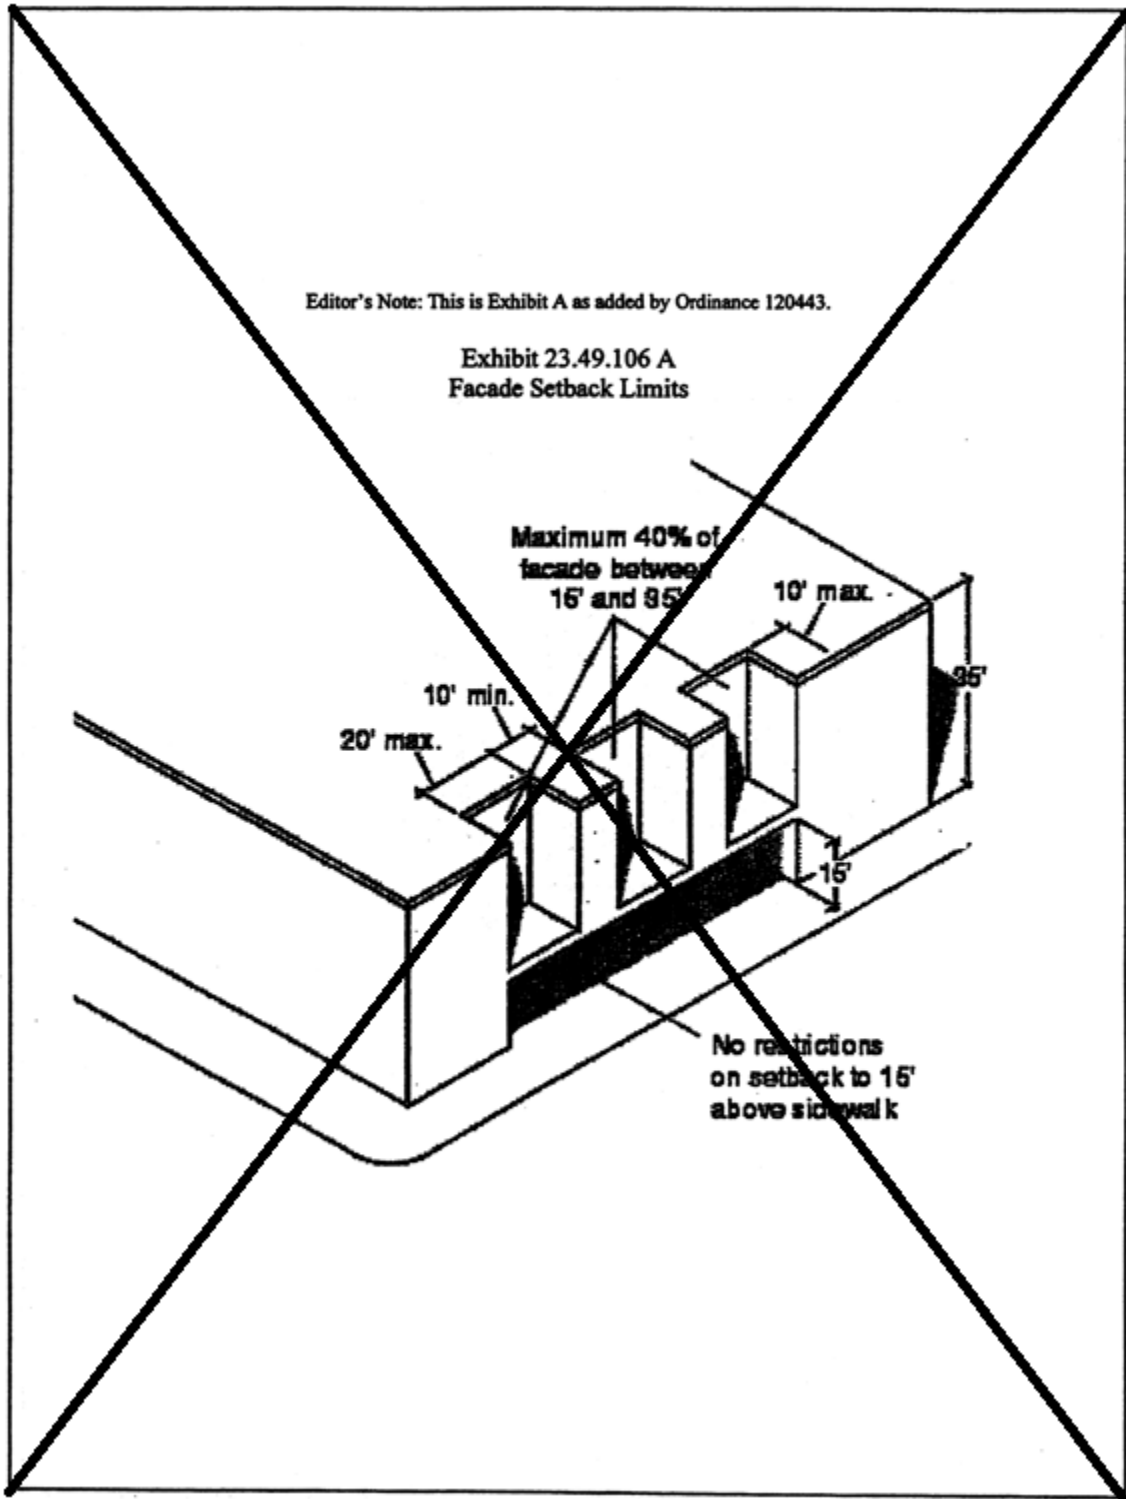 Editor's Note: This is Exhibit A as added by Ordinance 120443.
Exhibit 23.49.106 A
Facade Setback Limits
Maximum 40% of
facade between
15' and 35'
10' max.
10' min.
20' max.
35'
15'
No restrictions
on setback to 15'
above sidewalk